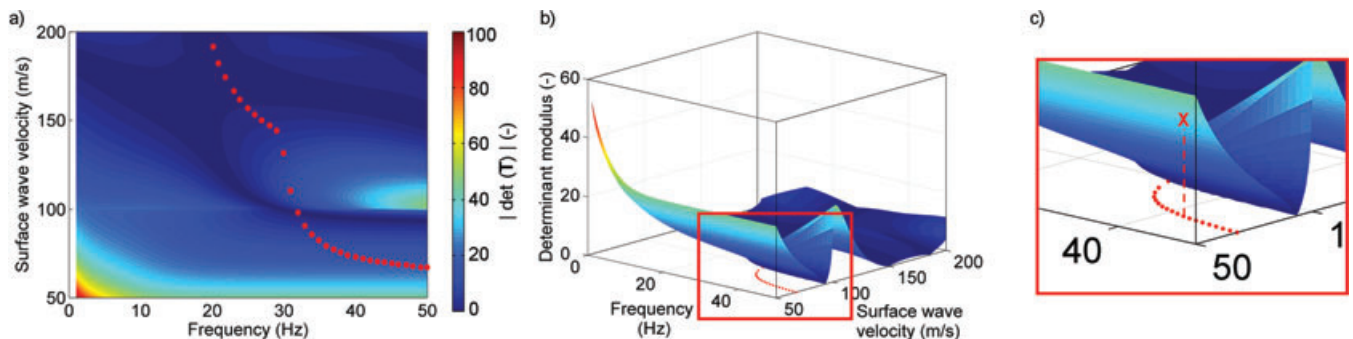 a)
200
150
100
50
Surface wave velocity (m/s)
0 10 20 30 40 50
Frequency (Hz)
100
80
60
40
20
0
| det (T) | (-)
b)
60
40
20
0
Determinant modulus (-)
0
20
40
50
Frequency
(Hz)
100
150
200
Surface wave
velocity (m/s)
c)
X
40
50
1